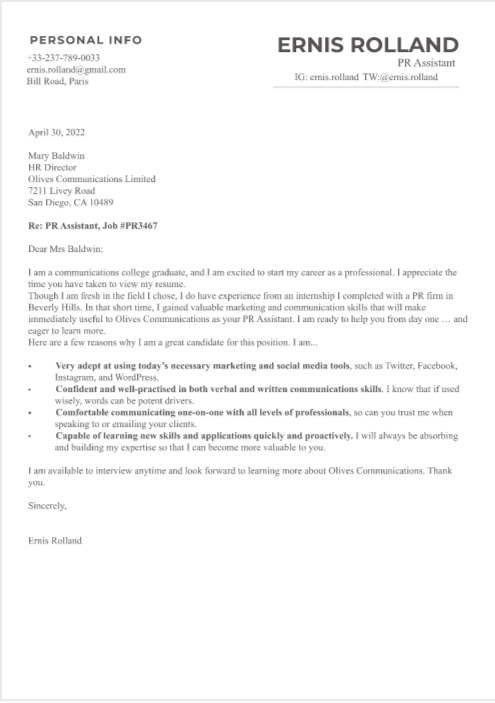 PERSONAL INFO
+33-237-789-0033
ernis.rolland@gmail.com
Bill Road, Paris
ERNIS ROLLAND
PR Assistant
IG: ernis.rolland TW:@ernis.rolland
April 30, 2022
Mary Baldwin
HR Director
Olives Communications Limited
7211 Livey Road
San Diego, CA 10489
Re: PR Assistant, Job #PR3467
Dear Mrs Baldwin:
I am a communications college graduate, and I am excited to start my career as a professional. I appreciate the
time you have taken to view my resume.
Though I am fresh in the field I chose, I do have experience from an internship I completed with a PR firm in
Beverly Hills. In that short time, I gained valuable marketing and communication skills that will make
immediately useful to Olives Communications as your PR Assistant. I am ready to help you from day one … and
eager to learn more.
Here are a few reasons why I am a great candidate for this position. I am...
• Very adept at using today's necessary marketing and social media tools, such as Twitter, Facebook,
Instagram, and WordPress.
• Confident and well-practised in both verbal and written communications skills. I know that if used
wisely, words can be potent drivers.
• Comfortable communicating one-on-one with all levels of professionals, so can you trust me when
speaking to or emailing your clients.
• Capable of learning new skills and applications quickly and proactively. I will always be absorbing
and building my expertise so that I can become more valuable to you.
I am available to interview anytime and look forward to learning more about Olives Communications. Thank
you.
Sincerely,
Ernis Rolland